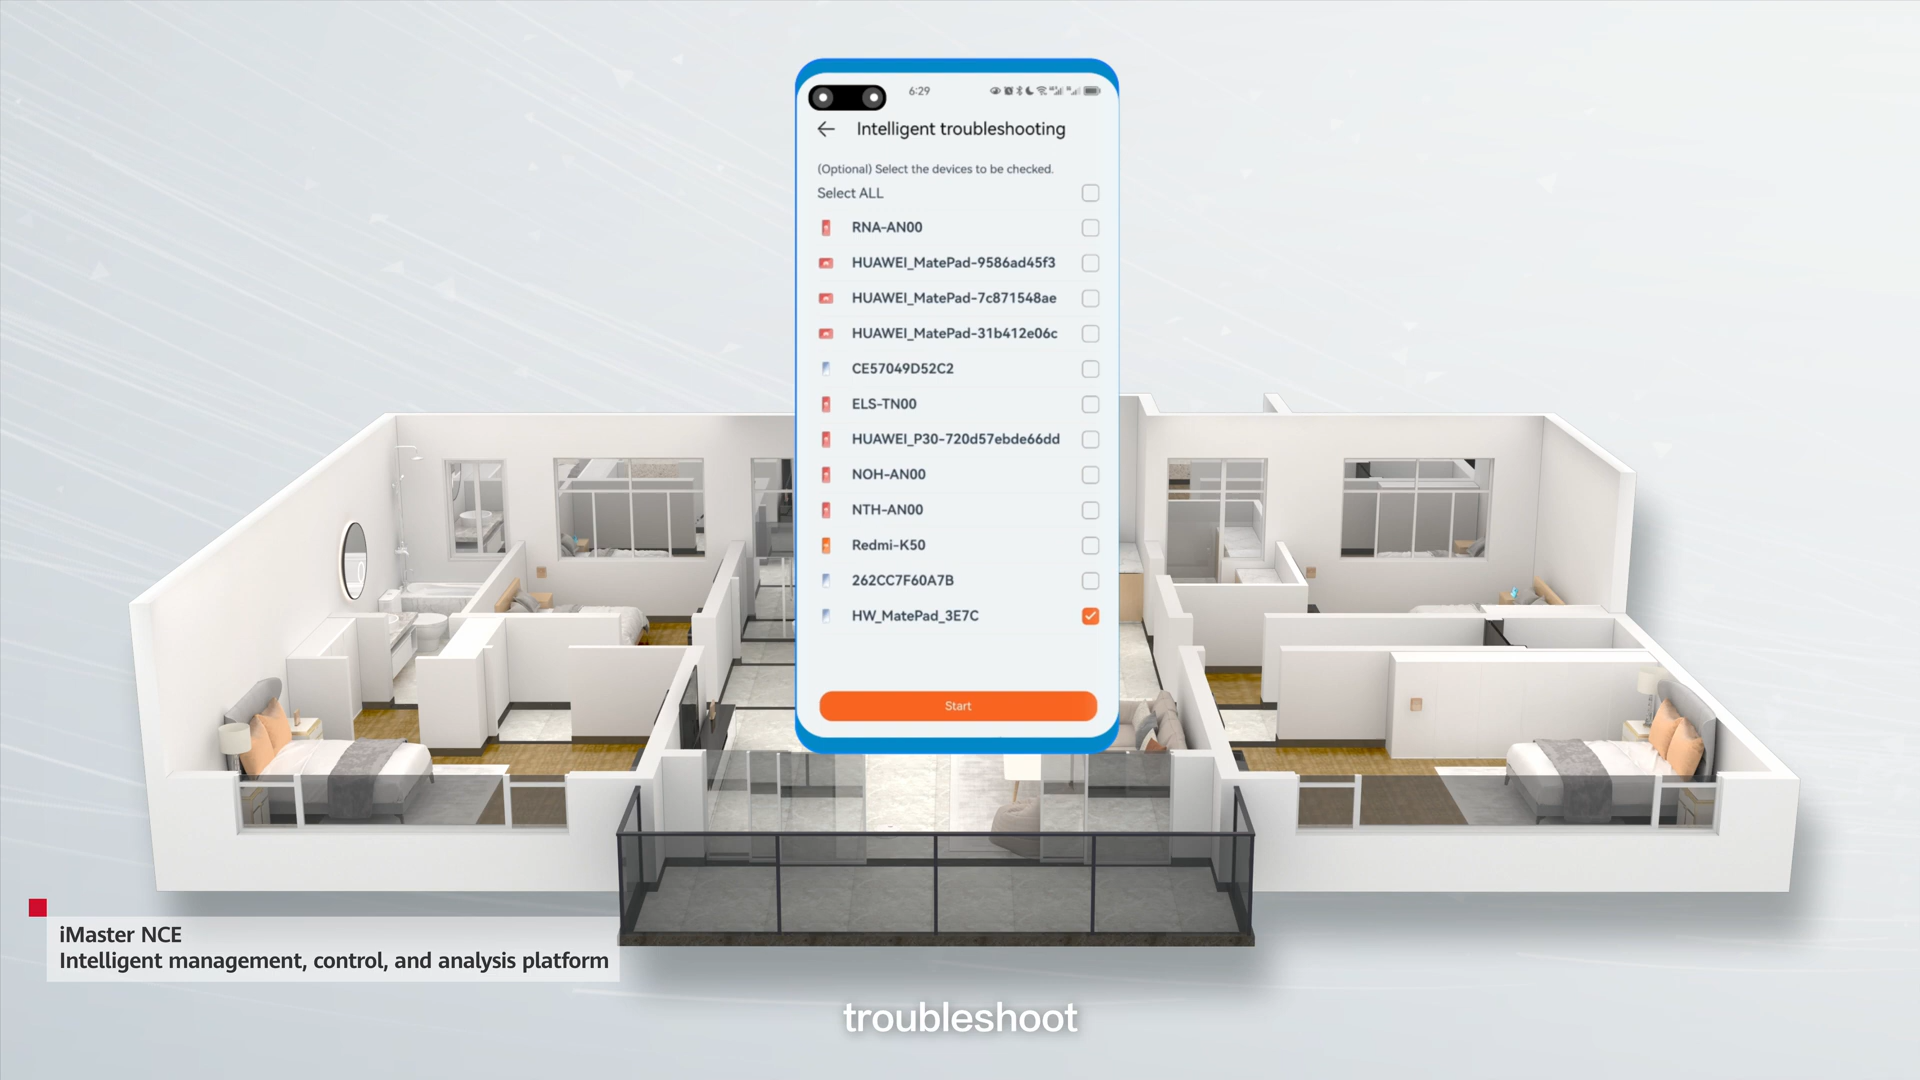 6:29
Intelligent troubleshooting
(Optional) Select the devices to be checked.
Select ALL
RNA-AN00
HUAWEI_MatePad-9586ad45f3
HUAWEI_MatePad-7c871548ae
HUAWEI_MatePad-31b412e06c
CE57049D52C2
ELS-TN00
HUAWEI_P30-720d57ebde66dd
NOH-AN00
NTH-AN00
Redmi-K50
262CC7F60A7B
HW_MatePad_3E7C
Start
iMaster NCE
Intelligent management, control, and analysis platform
troubleshoot